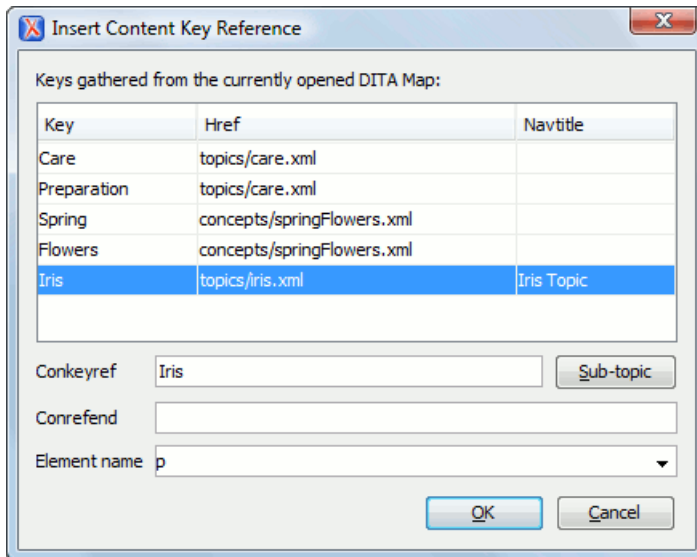 Insert Content Key Reference
Keys gathered from the currently opened DITA Map:
Key Href Navtitle
Care topics/care.xml
Preparation topics/care.xml
Spring concepts/springFlowers.xml
Flowers concepts/springFlowers.xml
Iris topics/iris.xml Iris Topic
Conkeyref Iris Sub-topic
Conrefend
Element name p
OK Cancel